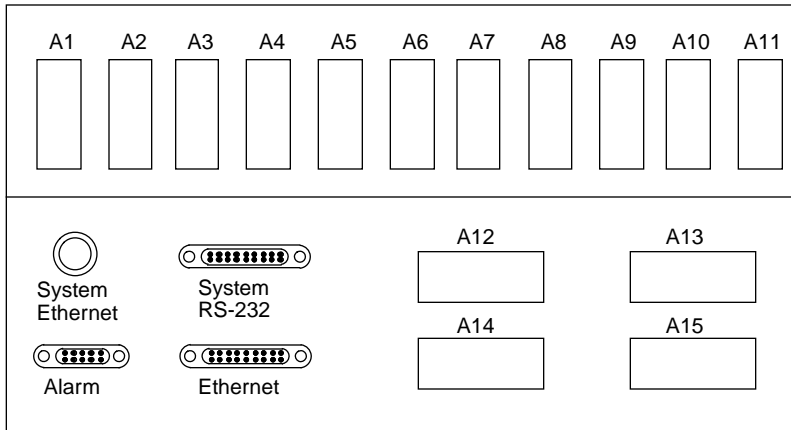 A1 A2 A3 A4 A5 A6 A7 A8 A9 A10 A11
A12 A13
System
Ethernet
System
RS-232
A14 A15
Alarm
Ethernet